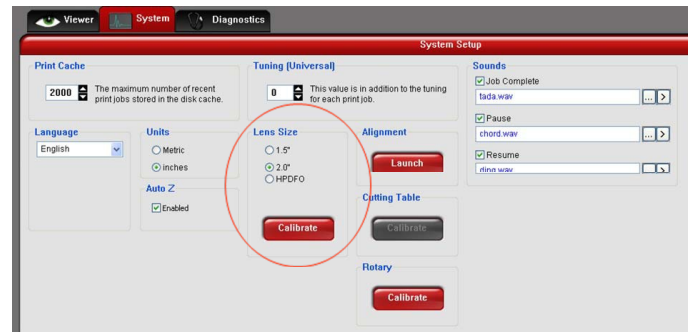 Viewer
System
Diagnostics
System Setup
Print Cache
2000
The maximum number of recent
print jobs stored in the disk cache.
Tuning (Universal)
0
This value is in addition to the tuning
for each print job.
Sounds
Job Complete
tada.wav
... >
Pause
chord.wav
... >
Resume
ding.wav
Language
English
Units
Metric
inches
Auto Z
Enabled
Lens Size
1.5"
2.0"
HPDFO
Calibrate
Alignment
Launch
Cutting Table
Calibrate
Rotary
Calibrate